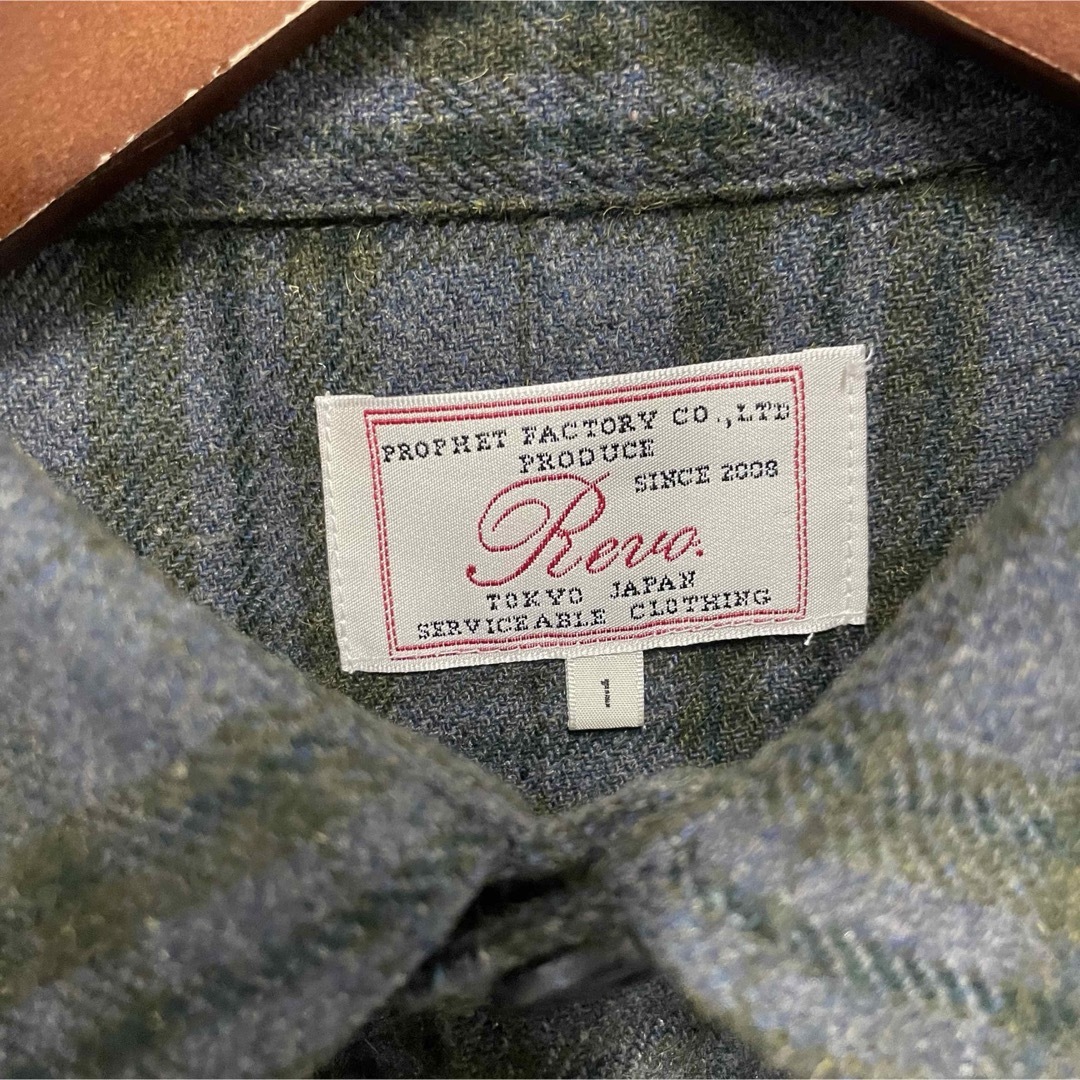 PROPHET FACTORY CO.,LTD
PRODUCE
SINCE 2008
Revo.
TOKYO JAPAN
SERVICEABLE CLOTHING
1